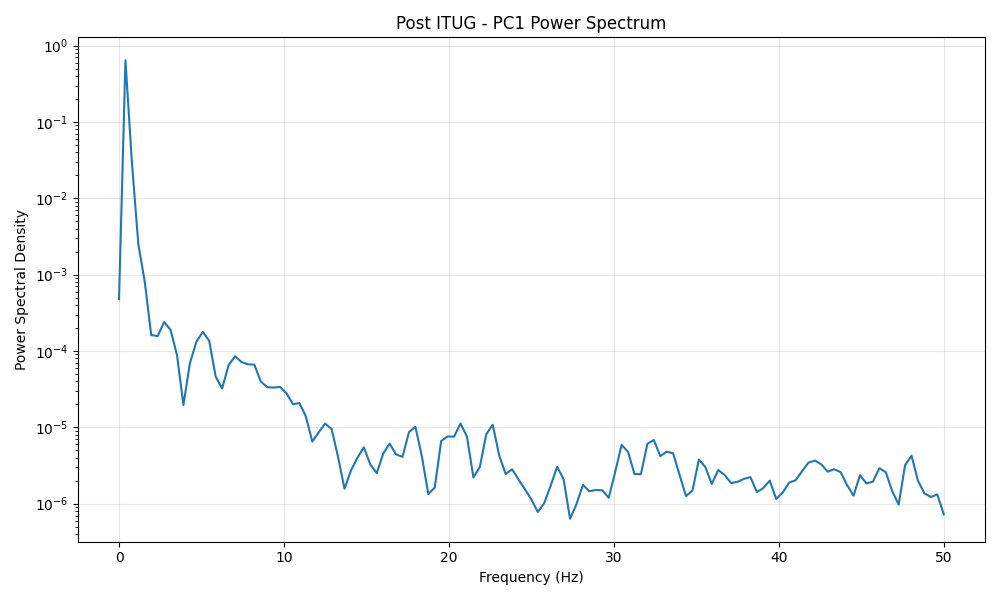 Post ITUG - PC1 Power Spectrum
Power Spectral Density
10⁰
10⁻¹
10⁻²
10⁻³
10⁻⁴
10⁻⁵
10⁻⁶
0 10 20 30 40 50
Frequency (Hz)